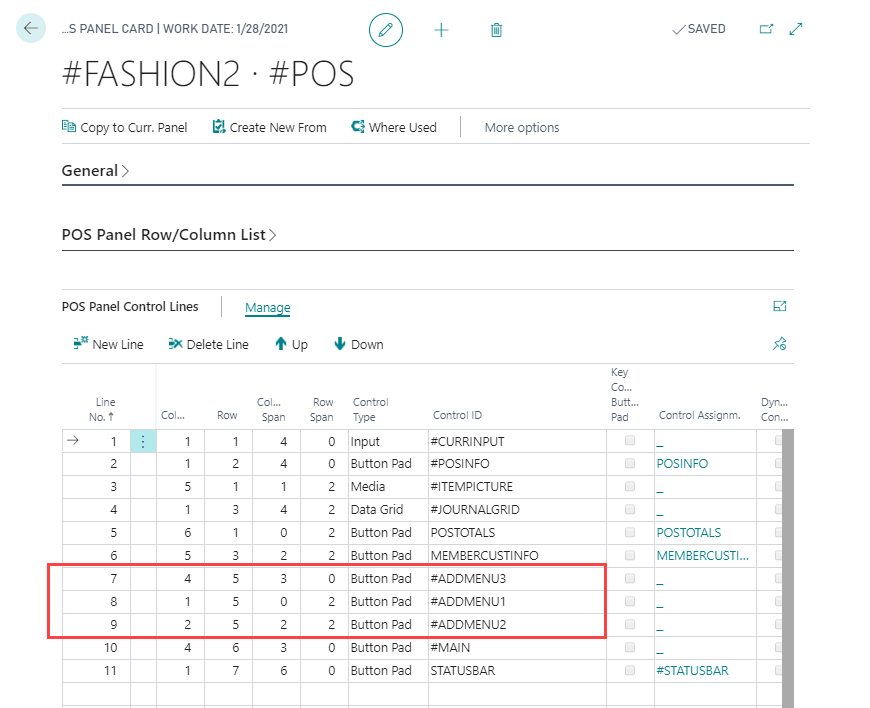 ...S PANEL CARD | WORK DATE: 1/28/2021
SAVED
#FASHION2 · #POS
Copy to Curr. Panel Create New From Where Used More options
General
POS Panel Row/Column List
POS Panel Control Lines Manage
New Line Delete Line Up Down
Line No. ↑ Col... Row Col... Span Row Span Control Type Control ID Key Co... Butt... Pad Control Assignm. Dyn... Con...
1 1 1 4 0 Input #CURRINPUT _
2 1 2 4 0 Button Pad #POSINFO POSINFO
3 5 1 1 2 Media #ITEMPICTURE _
4 1 3 4 2 Data Grid #JOURNALGRID _
5 6 1 0 2 Button Pad POSTOTALS POSTOTALS
6 5 3 2 2 Button Pad MEMBERCUSTINFO MEMBERCUSTI...
7 4 5 3 0 Button Pad #ADDMENU3 _
8 1 5 0 2 Button Pad #ADDMENU1 _
9 2 5 2 2 Button Pad #ADDMENU2 _
10 4 6 3 0 Button Pad #MAIN _
11 1 7 6 0 Button Pad STATUSBAR #STATUSBAR